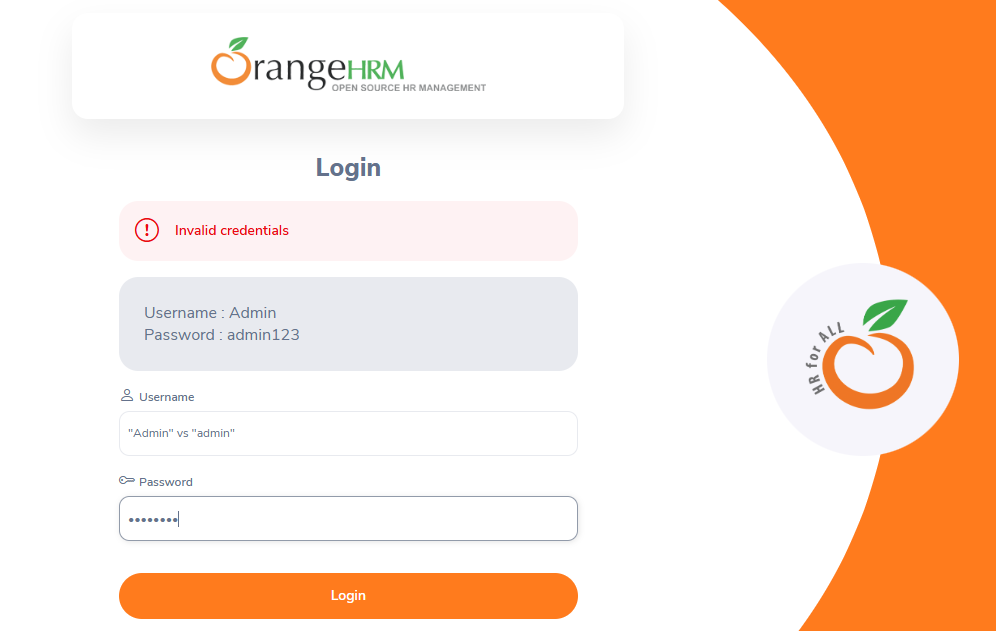 OrangeHRM
OPEN SOURCE HR MANAGEMENT
Login
Invalid credentials
Username : Admin
Password : admin123
Username
"Admin" vs "admin"
Password
••••••••
Login
HR for ALL